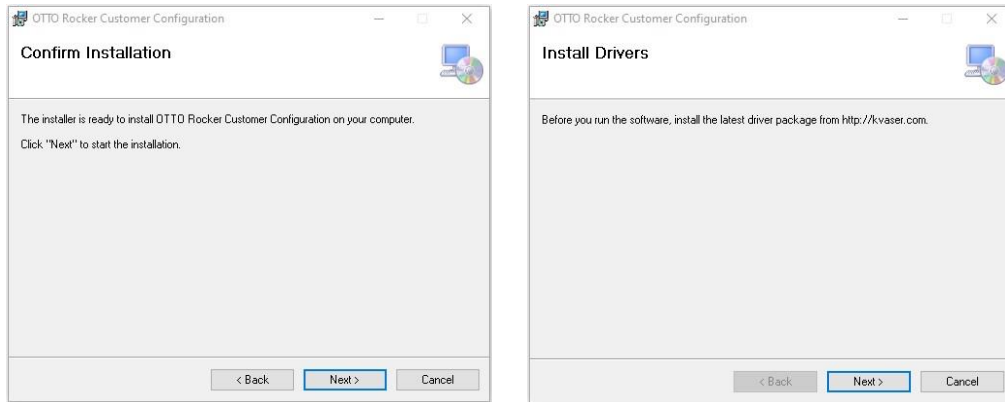 OTTO Rocker Customer Configuration
Confirm Installation
The installer is ready to install OTTO Rocker Customer Configuration on your computer.
Click "Next" to start the installation.
< Back
Next >
Cancel
OTTO Rocker Customer Configuration
Install Drivers
Before you run the software, install the latest driver package from http://kvaser.com.
< Back
Next >
Cancel